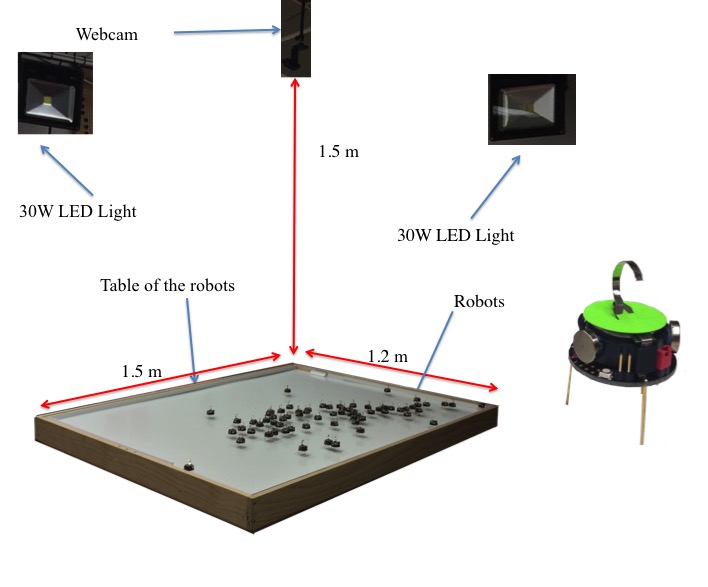 Webcam
1.5 m
30W LED Light
30W LED Light
Table of the robots
Robots
1.5 m
1.2 m